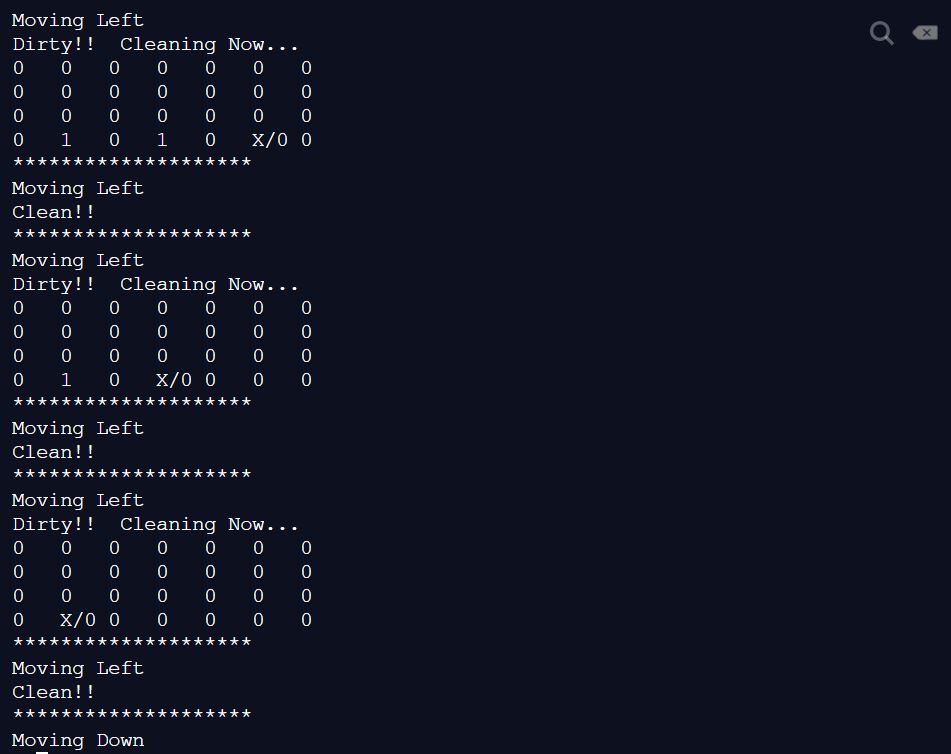 Moving Left
Dirty!!  Cleaning Now...
0   0   0   0   0   0   0
0   0   0   0   0   0   0
0   0   0   0   0   0   0
0   1   0   1   0   X/0 0
********************
Moving Left
Clean!!
********************
Moving Left
Dirty!!  Cleaning Now...
0   0   0   0   0   0   0
0   0   0   0   0   0   0
0   0   0   0   0   0   0
0   1   0   X/0 0   0   0
********************
Moving Left
Clean!!
********************
Moving Left
Dirty!!  Cleaning Now...
0   0   0   0   0   0   0
0   0   0   0   0   0   0
0   0   0   0   0   0   0
0   X/0 0   0   0   0   0
********************
Moving Left
Clean!!
********************
Moving Down